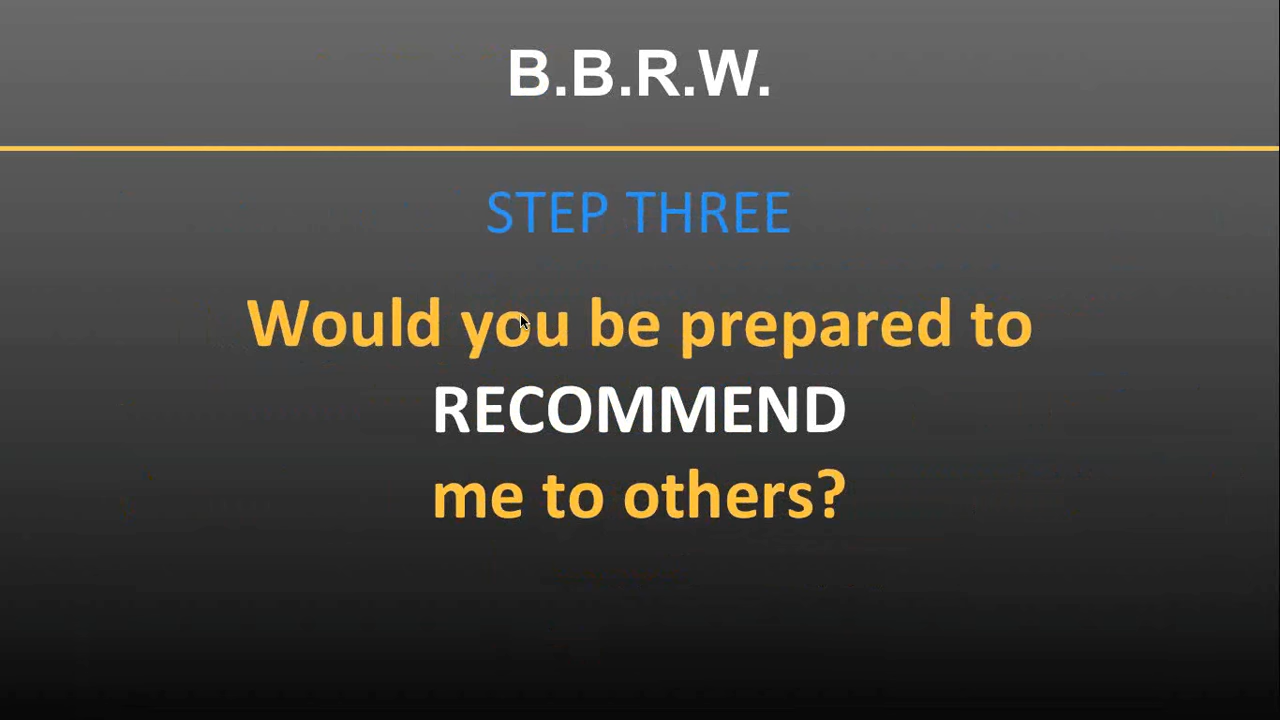 B.B.R.W.
STEP THREE
Would you be prepared to
RECOMMEND
me to others?